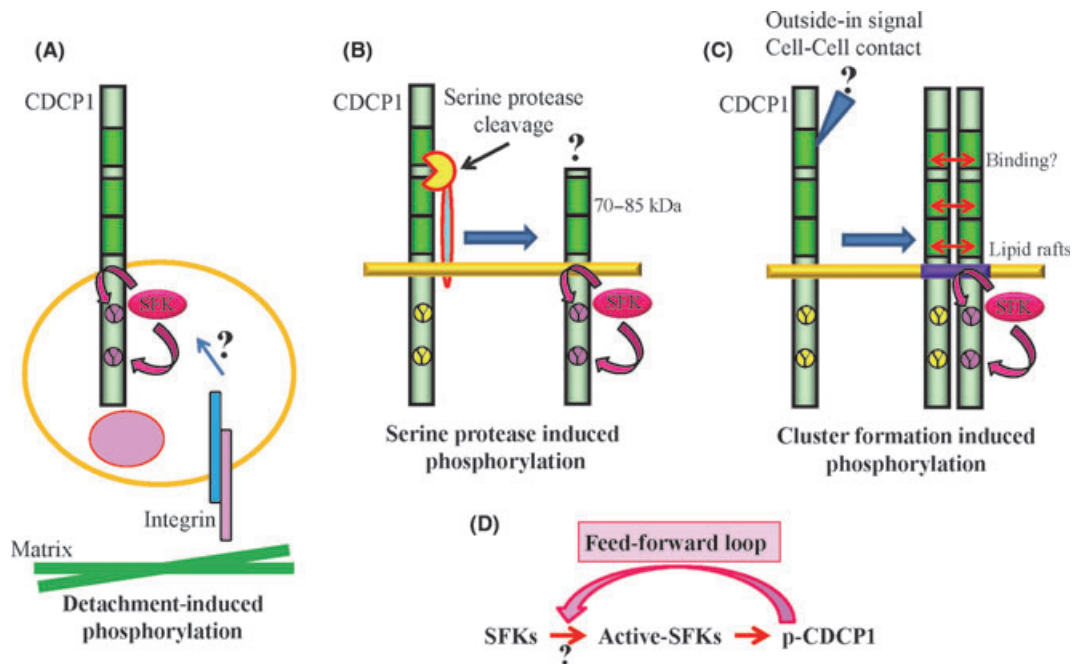 (A)
CDCP1
SFK
Y
Y
?
Integrin
Matrix
Detachment-induced
phosphorylation
(B)
CDCP1
Serine protease
cleavage
?
70–85 kDa
SFK
Y
Y
Y
Y
Serine protease induced
phosphorylation
(C)
Outside-in signal
Cell-Cell contact
?
CDCP1
Binding?
Lipid rafts
SFK
Y
Y
Y
Y
Y
Y
Cluster formation induced
phosphorylation
(D)
Feed-forward loop
SFKs
Active-SFKs
p-CDCP1
?